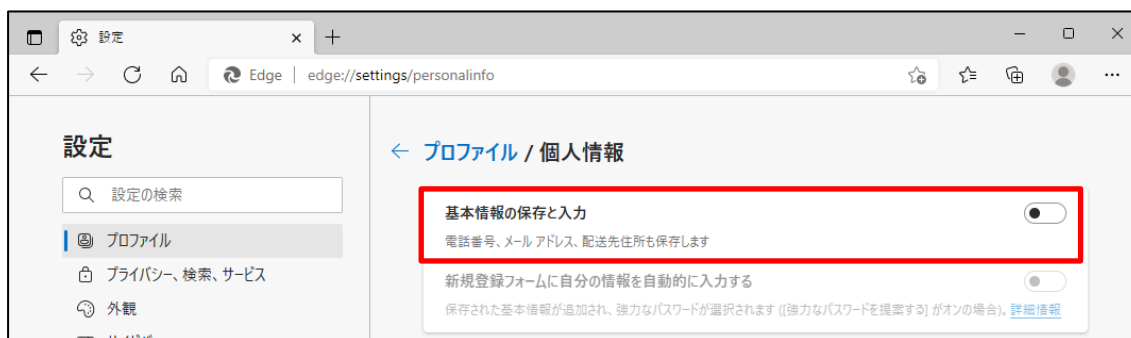 設定
Edge | edge://settings/personalinfo
設定
← プロファイル / 個人情報
設定の検索
基本情報の保存と入力
電話番号、メール アドレス、配送先住所も保存します
プロファイル
プライバシー、検索、サービス
新規登録フォームに自分の情報を自動的に入力する
保存された基本情報が追加され、強力なパスワードが選択されます ([強力なパスワードを提案する] がオンの場合)。詳細情報
外観